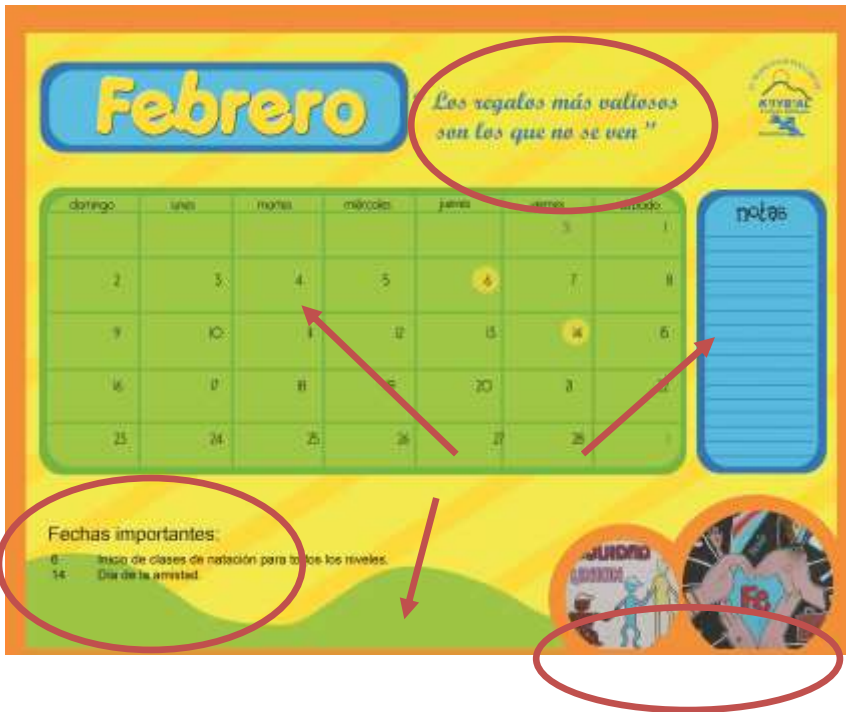 Febrero
" Los regalos más valiosos
son los que no se ven "
domingo lunes martes miércoles jueves viernes sábado
1
2 3 4 5 6 7 8
9 10 11 12 13 14 15
16 17 18 19 20 21 22
23 24 25 26 27 28
notas
Fechas importantes:
6 Inicio de clases de natación para todos los niveles.
14 Día de la amistad.
UNION
Fe